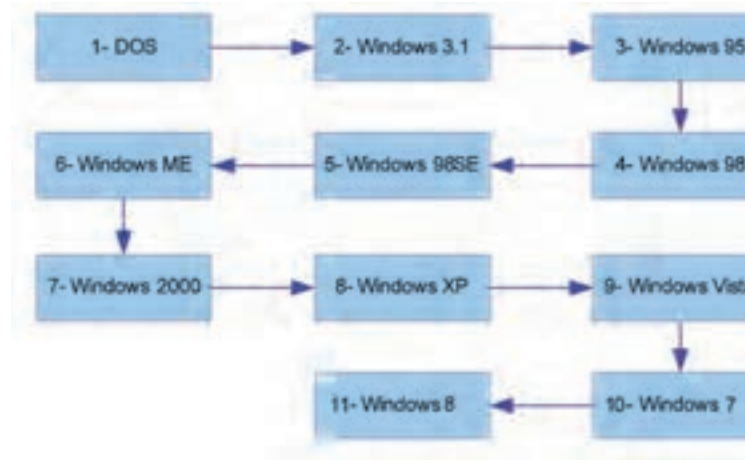 1- DOS
2- Windows 3.1
3- Windows 95
4- Windows 98
5- Windows 98SE
6- Windows ME
7- Windows 2000
8- Windows XP
9- Windows Vist
10- Windows 7
11- Windows 8